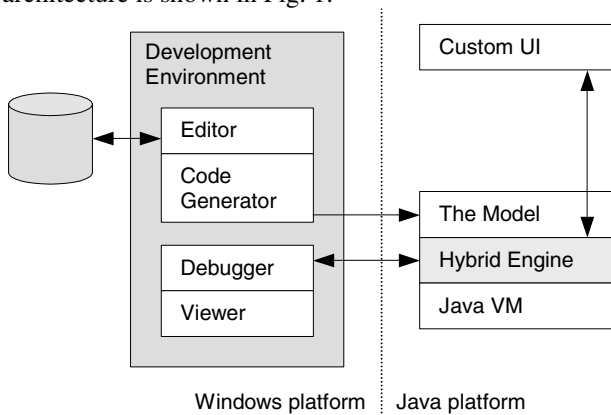 architecture is shown in Fig. 1.
Development
Environment
Editor
Code
Generator
Debugger
Viewer
Custom UI
The Model
Hybrid Engine
Java VM
Windows platform
Java platform